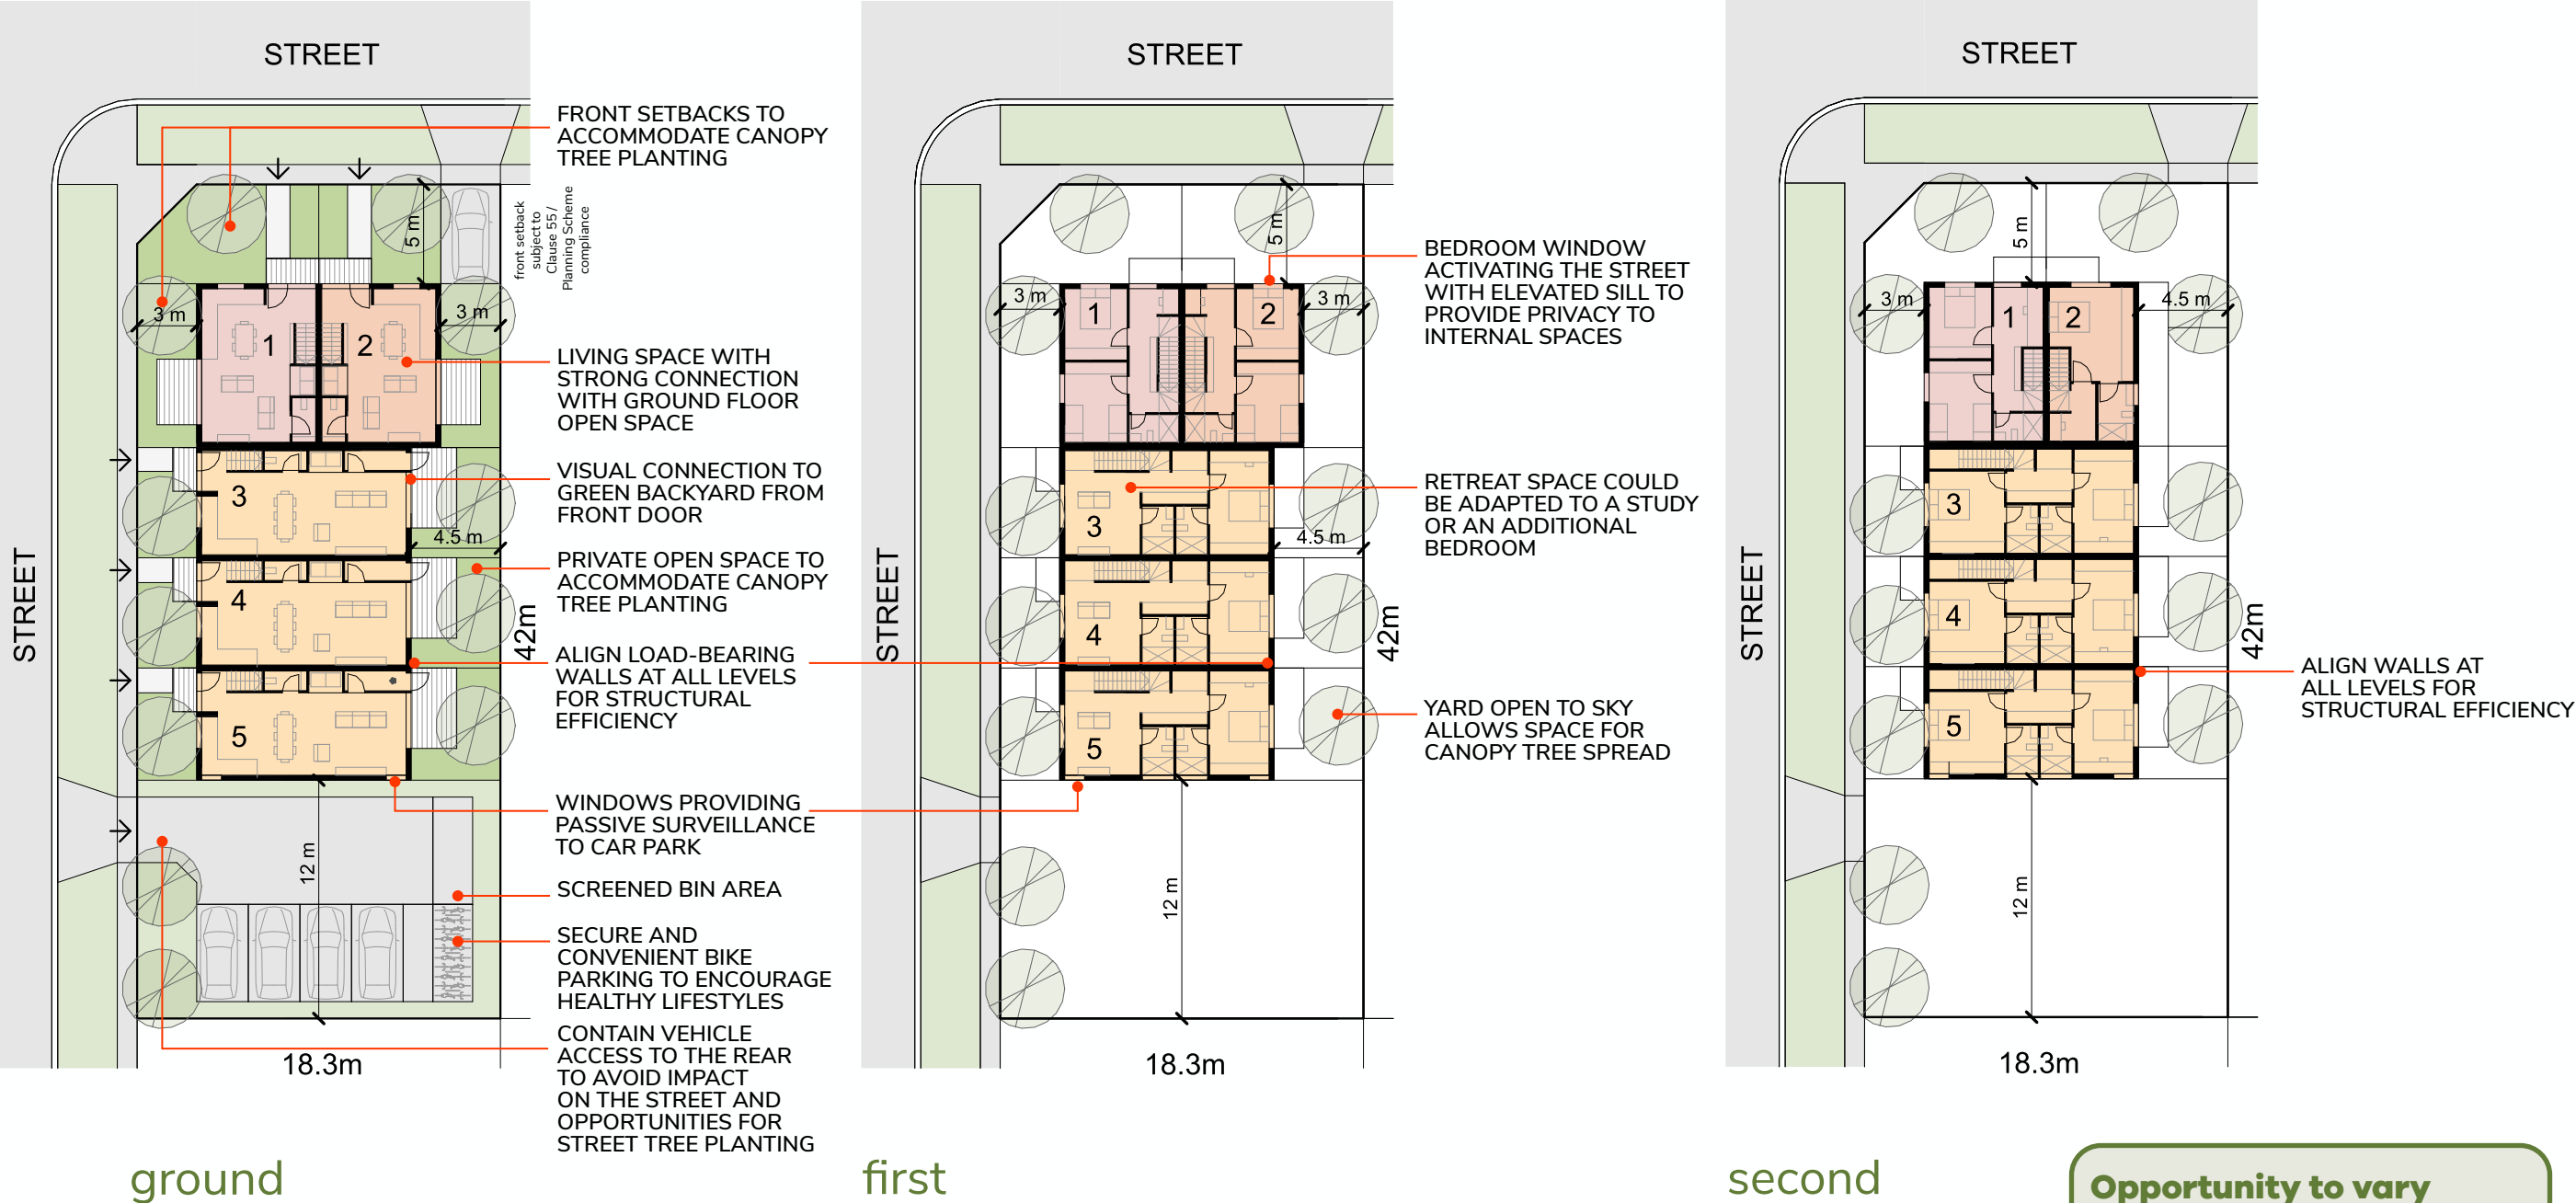 STREET
STREET
FRONT SETBACKS TO
ACCOMMODATE CANOPY
TREE PLANTING
front setback
subject to
Clause 55 /
Planning Scheme
compliance
5 m
3 m
3 m
1
2
LIVING SPACE WITH
STRONG CONNECTION
WITH GROUND FLOOR
OPEN SPACE
VISUAL CONNECTION TO
GREEN BACKYARD FROM
FRONT DOOR
3
4.5 m
PRIVATE OPEN SPACE TO
ACCOMMODATE CANOPY
TREE PLANTING
4
42m
ALIGN LOAD-BEARING
WALLS AT ALL LEVELS
FOR STRUCTURAL
EFFICIENCY
5
WINDOWS PROVIDING
PASSIVE SURVEILLANCE
TO CAR PARK
12 m
SCREENED BIN AREA
SECURE AND
CONVENIENT BIKE
PARKING TO ENCOURAGE
HEALTHY LIFESTYLES
CONTAIN VEHICLE
ACCESS TO THE REAR
TO AVOID IMPACT
ON THE STREET AND
OPPORTUNITIES FOR
STREET TREE PLANTING
18.3m
ground
STREET
STREET
5 m
3 m
3 m
1
2
BEDROOM WINDOW
ACTIVATING THE STREET
WITH ELEVATED SILL TO
PROVIDE PRIVACY TO
INTERNAL SPACES
RETREAT SPACE COULD
BE ADAPTED TO A STUDY
OR AN ADDITIONAL
BEDROOM
3
4.5 m
4
42m
5
YARD OPEN TO SKY
ALLOWS SPACE FOR
CANOPY TREE SPREAD
12 m
18.3m
first
STREET
STREET
5 m
3 m
4.5 m
1
2
3
4
42m
5
ALIGN WALLS AT
ALL LEVELS FOR
STRUCTURAL EFFICIENCY
12 m
18.3m
second
Opportunity to vary